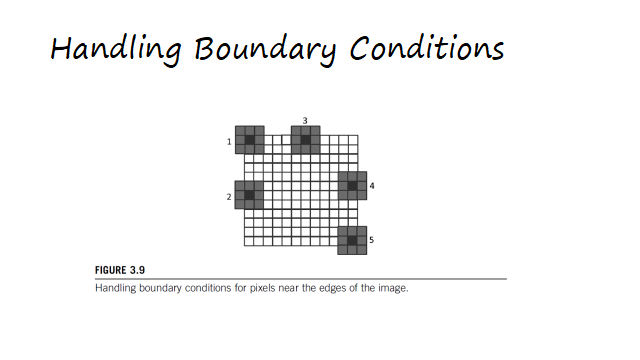 Handling Boundary Conditions
3
1
4
2
5
FIGURE 3.9
Handling boundary conditions for pixels near the edges of the image.